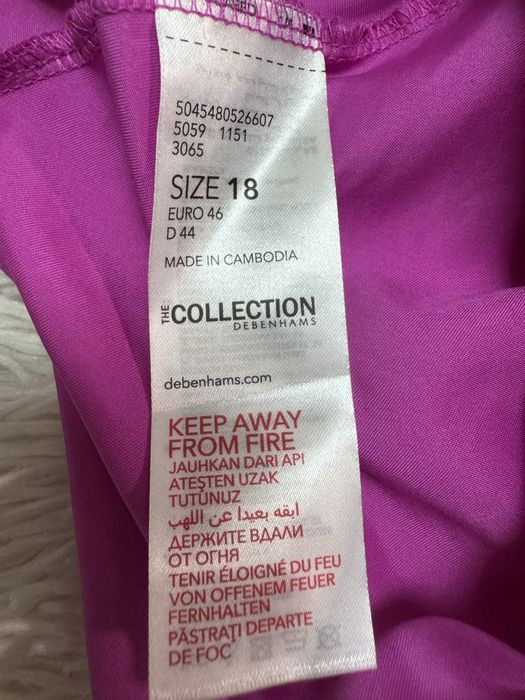 5045480526607
5059 1151
3065
SIZE 18
EURO 46
D 44
MADE IN CAMBODIA
THE COLLECTION
DEBENHAMS
debenhams.com
KEEP AWAY
FROM FIRE
JAUHKAN DARI API
ATEŞTEN UZAK
TUTUNUZ
ابقه بعيدا عن اللهب
ДЕРЖИТЕ ВДАЛИ
ОТ ОГНЯ
TENIR ÉLOIGNÉ DU FEU
VON OFFENEM FEUER
FERNHALTEN
PĂSTRAŢI DEPARTE
DE FOC